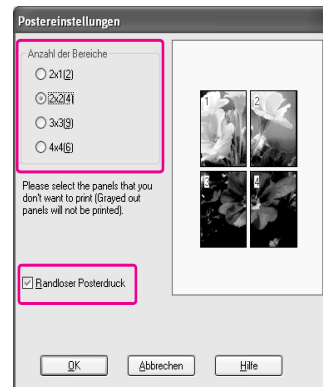 Postereinstellungen
Anzahl der Bereiche
2x1(2)
2x2(4)
3x3(9)
4x4(6)
Please select the panels that you
don't want to print (Grayed out
panels will not be printed).
Randloser Posterdruck
1 2
3 4
OK Abbrechen Hilfe